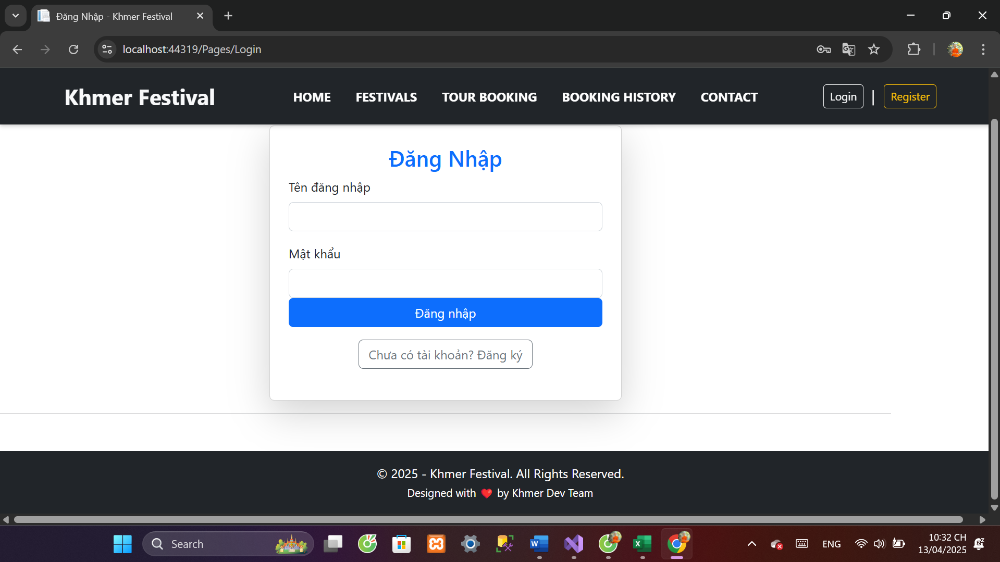 Đăng Nhập - Khmer Festival
localhost:44319/Pages/Login
Khmer Festival
HOME
FESTIVALS
TOUR BOOKING
BOOKING HISTORY
CONTACT
Login
|
Register
Đăng Nhập
Tên đăng nhập
Mật khẩu
Đăng nhập
Chưa có tài khoản? Đăng ký
© 2025 - Khmer Festival. All Rights Reserved.
Designed with ❤️ by Khmer Dev Team
Search
ENG
10:32 CH
13/04/2025